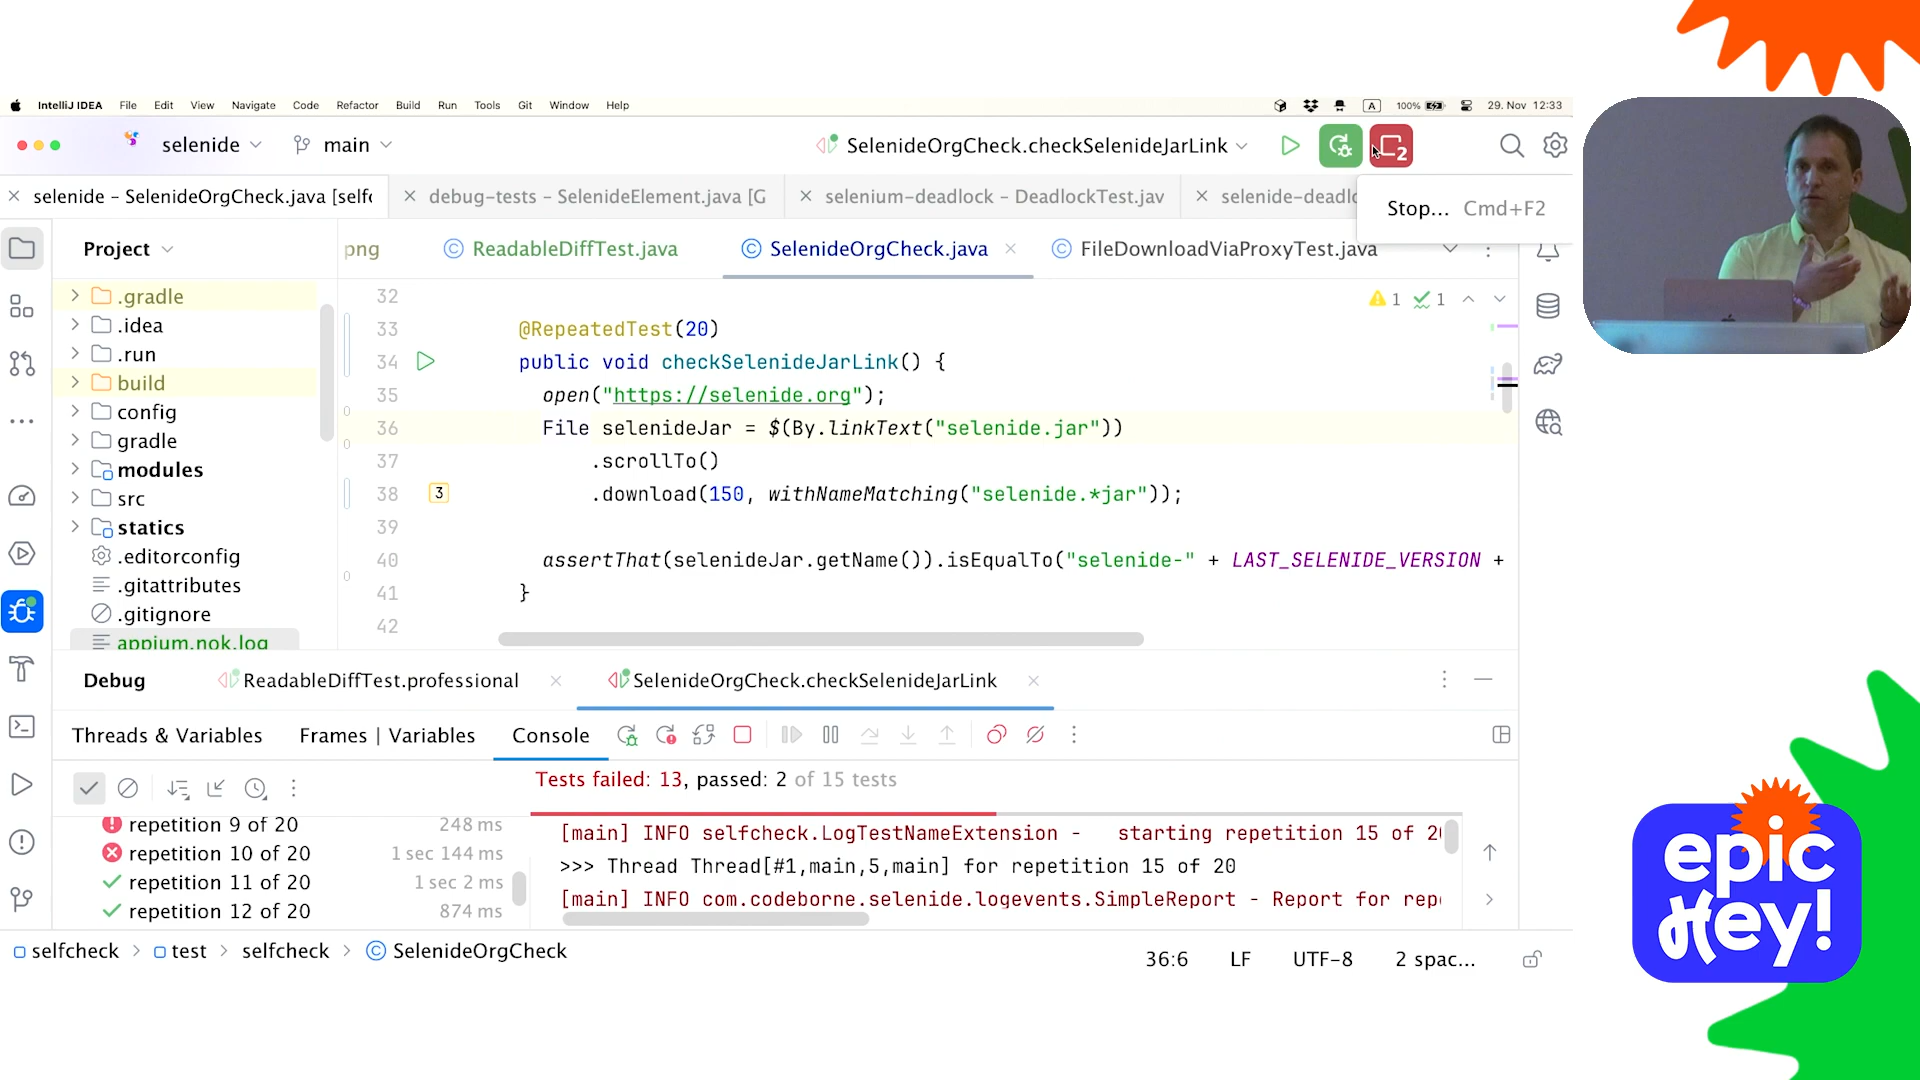 IntelliJ IDEA File Edit View Navigate Code Refactor Build Run Tools Git Window Help A 100% 29. Nov 12:33
selenide main SelenideOrgCheck.checkSelenideJarLink 2
selenide – SelenideOrgCheck.java [selfc debug-tests – SelenideElement.java [G selenium-deadlock – DeadlockTest.jav selenide-deadlo
Stop... Cmd+F2
Project png ReadableDiffTest.java SelenideOrgCheck.java FileDownloadViaProxyTest.java
.gradle
.idea
.run
build
config
gradle
modules
src
statics
.editorconfig
.gitattributes
.gitignore
appium.nok.log
1 1
32
33 @RepeatedTest(20)
34 public void checkSelenideJarLink() {
35 open("https://selenide.org");
36 File selenideJar = $(By.linkText("selenide.jar"))
37 .scrollTo()
38 3 .download(150, withNameMatching("selenide.*jar"));
39
40 assertThat(selenideJar.getName()).isEqualTo("selenide-" + LAST_SELENIDE_VERSION +
41 }
42
Debug ReadableDiffTest.professional SelenideOrgCheck.checkSelenideJarLink
Threads & Variables Frames | Variables Console
Tests failed: 13, passed: 2 of 15 tests
repetition 9 of 20 248 ms
repetition 10 of 20 1 sec 144 ms
repetition 11 of 20 1 sec 2 ms
repetition 12 of 20 874 ms
[main] INFO selfcheck.LogTestNameExtension - starting repetition 15 of 20
>>> Thread Thread[#1,main,5,main] for repetition 15 of 20
[main] INFO com.codeborne.selenide.logevents.SimpleReport - Report for rep
selfcheck > test > selfcheck > SelenideOrgCheck
36:6 LF UTF-8 2 spac...
epic
Hey!